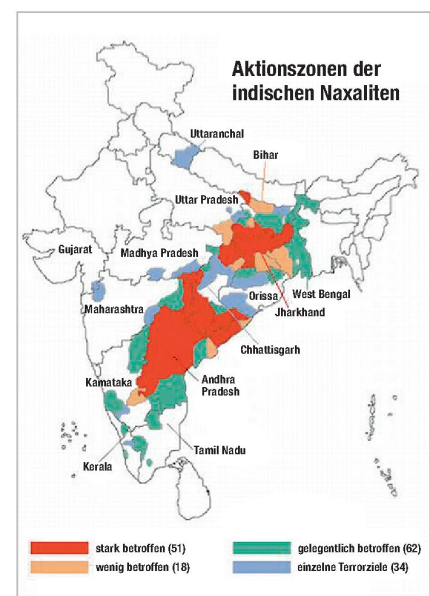 Aktionszonen der
indischen Naxaliten
Uttaranchal
Bihar
Uttar Pradesh
Gujarat
Madhya Pradesh
West Bengal
Orissa
Maharashtra
Jharkhand
Chhattisgarh
Kamataka
Andhra
Pradesh
Tamil Nadu
Kerala
stark betroffen (51)
gelegentlich betroffen (62)
wenig betroffen (18)
einzelne Terrorziele (34)